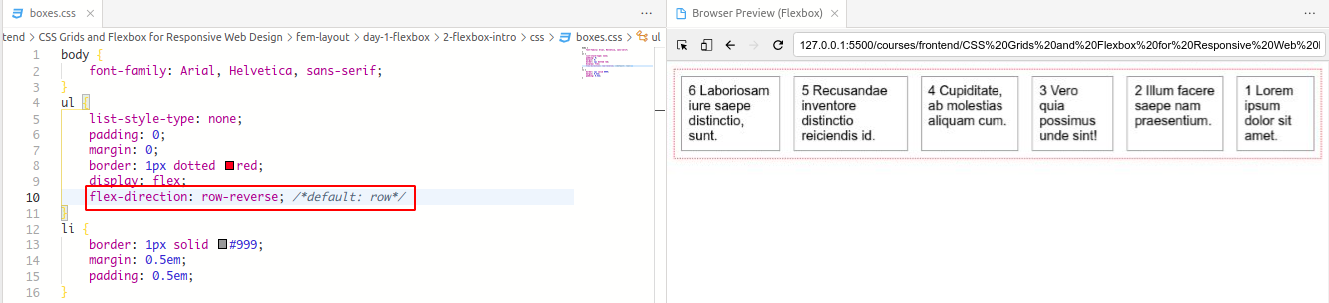 boxes.css ×
...
tend > CSS Grids and Flexbox for Responsive Web Design > fem-layout > day-1-flexbox > 2-flexbox-intro > css > boxes.css > ul
1 body {
2 font-family: Arial, Helvetica, sans-serif;
3 }
4 ul {
5 list-style-type: none;
6 padding: 0;
7 margin: 0;
8 border: 1px dotted red;
9 display: flex;
10 flex-direction: row-reverse; /*default: row*/
11 }
12 li {
13 border: 1px solid #999;
14 margin: 0.5em;
15 padding: 0.5em;
16 }
Browser Preview (Flexbox) ×
...
127.0.0.1:5500/courses/frontend/CSS%20Grids%20and%20Flexbox%20for%20Responsive%20Web%20
6 Laboriosam
iure saepe
distinctio,
sunt.
5 Recusandae
inventore
distinctio
reiciendis id.
4 Cupiditate,
ab molestias
aliquam cum.
3 Vero
quia
possimus
unde sint!
2 Illum facere
saepe nam
praesentium.
1 Lorem
ipsum
dolor sit
amet.